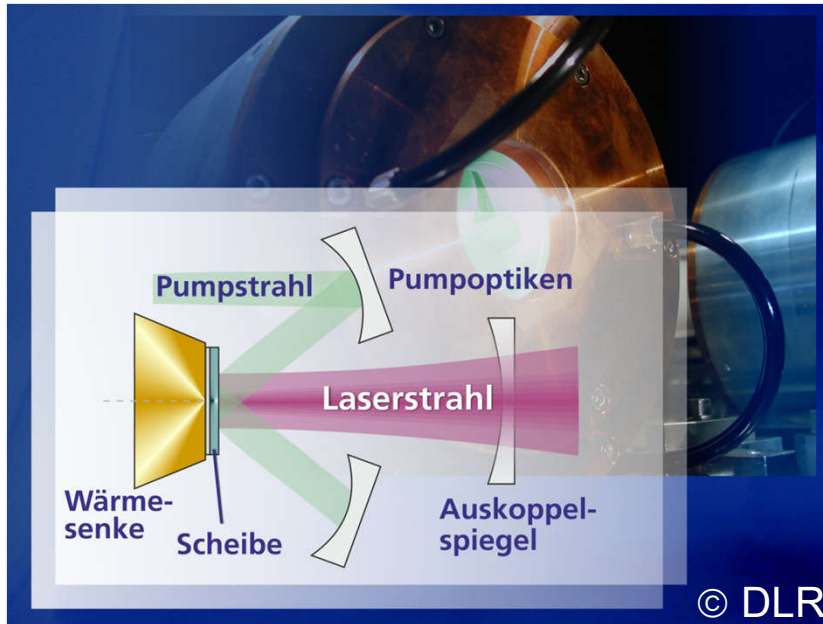 Pumpstrahl
Pumpoptiken
Laserstrahl
Wärme-
senke
Scheibe
Auskoppel-
spiegel
© DLR